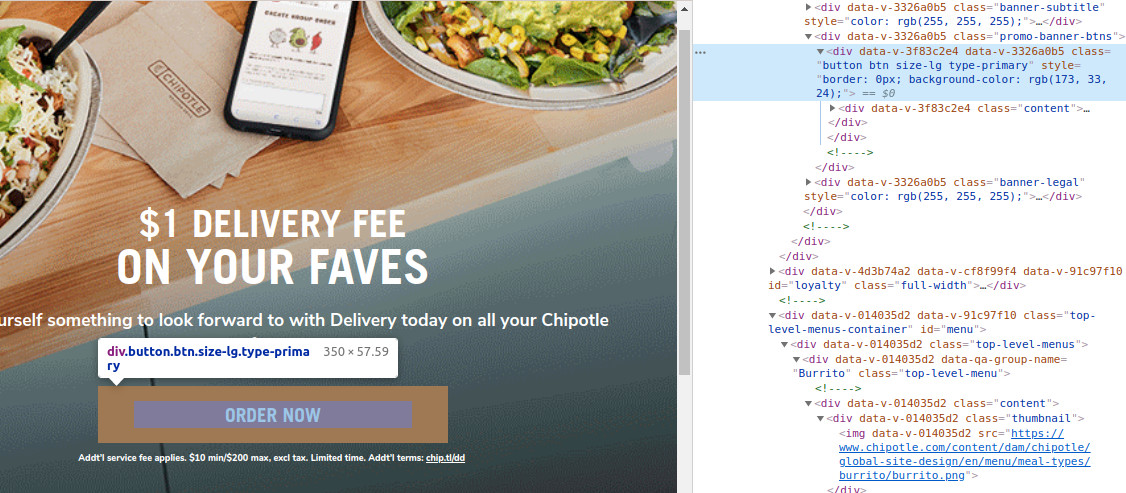 CREATE GROUP ORDER
CHIPOTLE
$1 DELIVERY FEE
ON YOUR FAVES
urself something to look forward to with Delivery today on all your Chipotle
div.button.btn.size-lg.type-prima
ry
350 × 57.59
ORDER NOW
Addt'l service fee applies. $10 min/$200 max, excl tax. Limited time. Addt'l terms: chip.tl/dd
▶<div data-v-3326a0b5 class="banner-subtitle"
style="color: rgb(255, 255, 255);">…</div>
▼<div data-v-3326a0b5 class="promo-banner-btns">
…
▼<div data-v-3f83c2e4 data-v-3326a0b5 class=
"button btn size-lg type-primary" style=
"border: 0px; background-color: rgb(173, 33,
24);"> == $0
▶<div data-v-3f83c2e4 class="content">…
</div>
</div>
<!---->
</div>
▶<div data-v-3326a0b5 class="banner-legal"
style="color: rgb(255, 255, 255);">…</div>
</div>
<!---->
</div>
</div>
▶<div data-v-4d3b74a2 data-v-cf8f99f4 data-v-91c97f10
id="loyalty" class="full-width">…</div>
<!---->
▼<div data-v-014035d2 data-v-91c97f10 class="top-
level-menus-container" id="menu">
▼<div data-v-014035d2 class="top-level-menus">
▼<div data-v-014035d2 data-qa-group-name=
"Burrito" class="top-level-menu">
<!---->
▼<div data-v-014035d2 class="content">
▼<div data-v-014035d2 class="thumbnail">
<img data-v-014035d2 src="https://
www.chipotle.com/content/dam/chipotle/
global-site-design/en/menu/meal-types/
burrito/burrito.png">
</div>